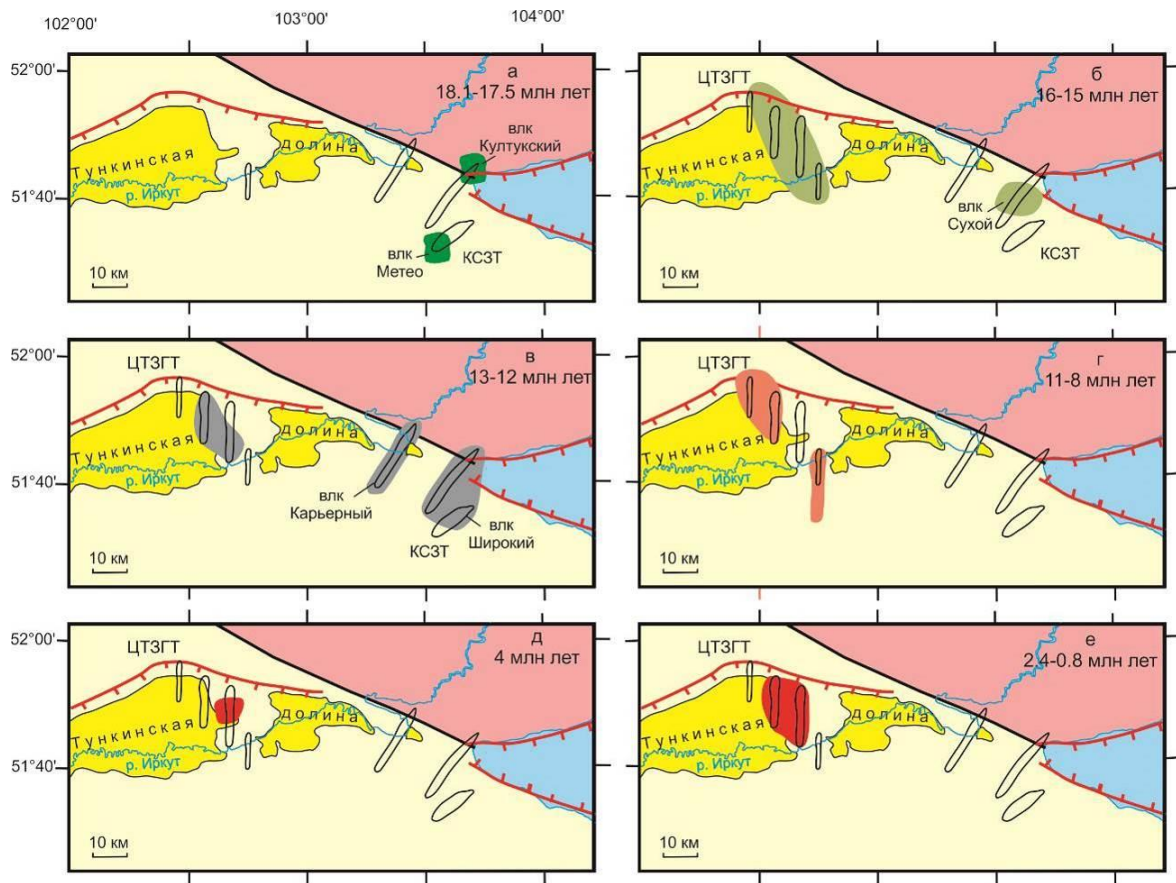 102°00'
103°00'
104°00'
52°00'
51°40'
а
18.1-17.5 млн лет
влк
Култукский
Тункинская
долина
р. Иркут
влк
Метео
КСЗТ
10 км
ЦТЗГТ
б
16-15 млн лет
Тункинская
долина
р. Иркут
влк
Сухой
КСЗТ
10 км
52°00'
51°40'
ЦТЗГТ
в
13-12 млн лет
Тункинская
долина
р. Иркут
влк
Карьерный
влк
Широкий
КСЗТ
10 км
ЦТЗГТ
г
11-8 млн лет
Тункинская
долина
р. Иркут
10 км
52°00'
51°40'
ЦТЗГТ
д
4 млн лет
Тункинская
долина
р. Иркут
10 км
ЦТЗГТ
е
2,4-0.8 млн лет
Тункинская
долина
р. Иркут
10 км